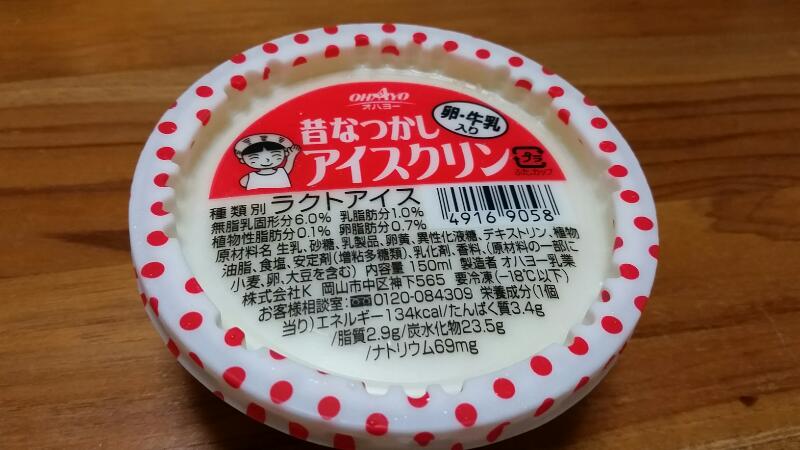 OHAYO
オハヨー
卵・牛乳
入り
昔なつかし
アイスクリン
プラ
ふた、カップ
種類別 ラクトアイス
4916 9058
無脂乳固形分6.0% 乳脂肪分1.0%
植物性脂肪分0.1% 卵脂肪分0.7%
原材料名 生乳、砂糖、乳製品、卵黄、異性化液糖、デキストリン、植物
油脂、食塩、安定剤(増粘多糖類)、乳化剤、香料、(原材料の一部に
小麦、卵、大豆を含む) 内容量 150ml 製造者 オハヨー乳業
株式会社K 岡山市中区神下565 要冷凍(−18℃以下)
お客様相談室:0120-084309 栄養成分(1個
当り)エネルギー134kcal/たんぱく質3.4g
/脂質2.9g/炭水化物23.5g
/ナトリウム69mg